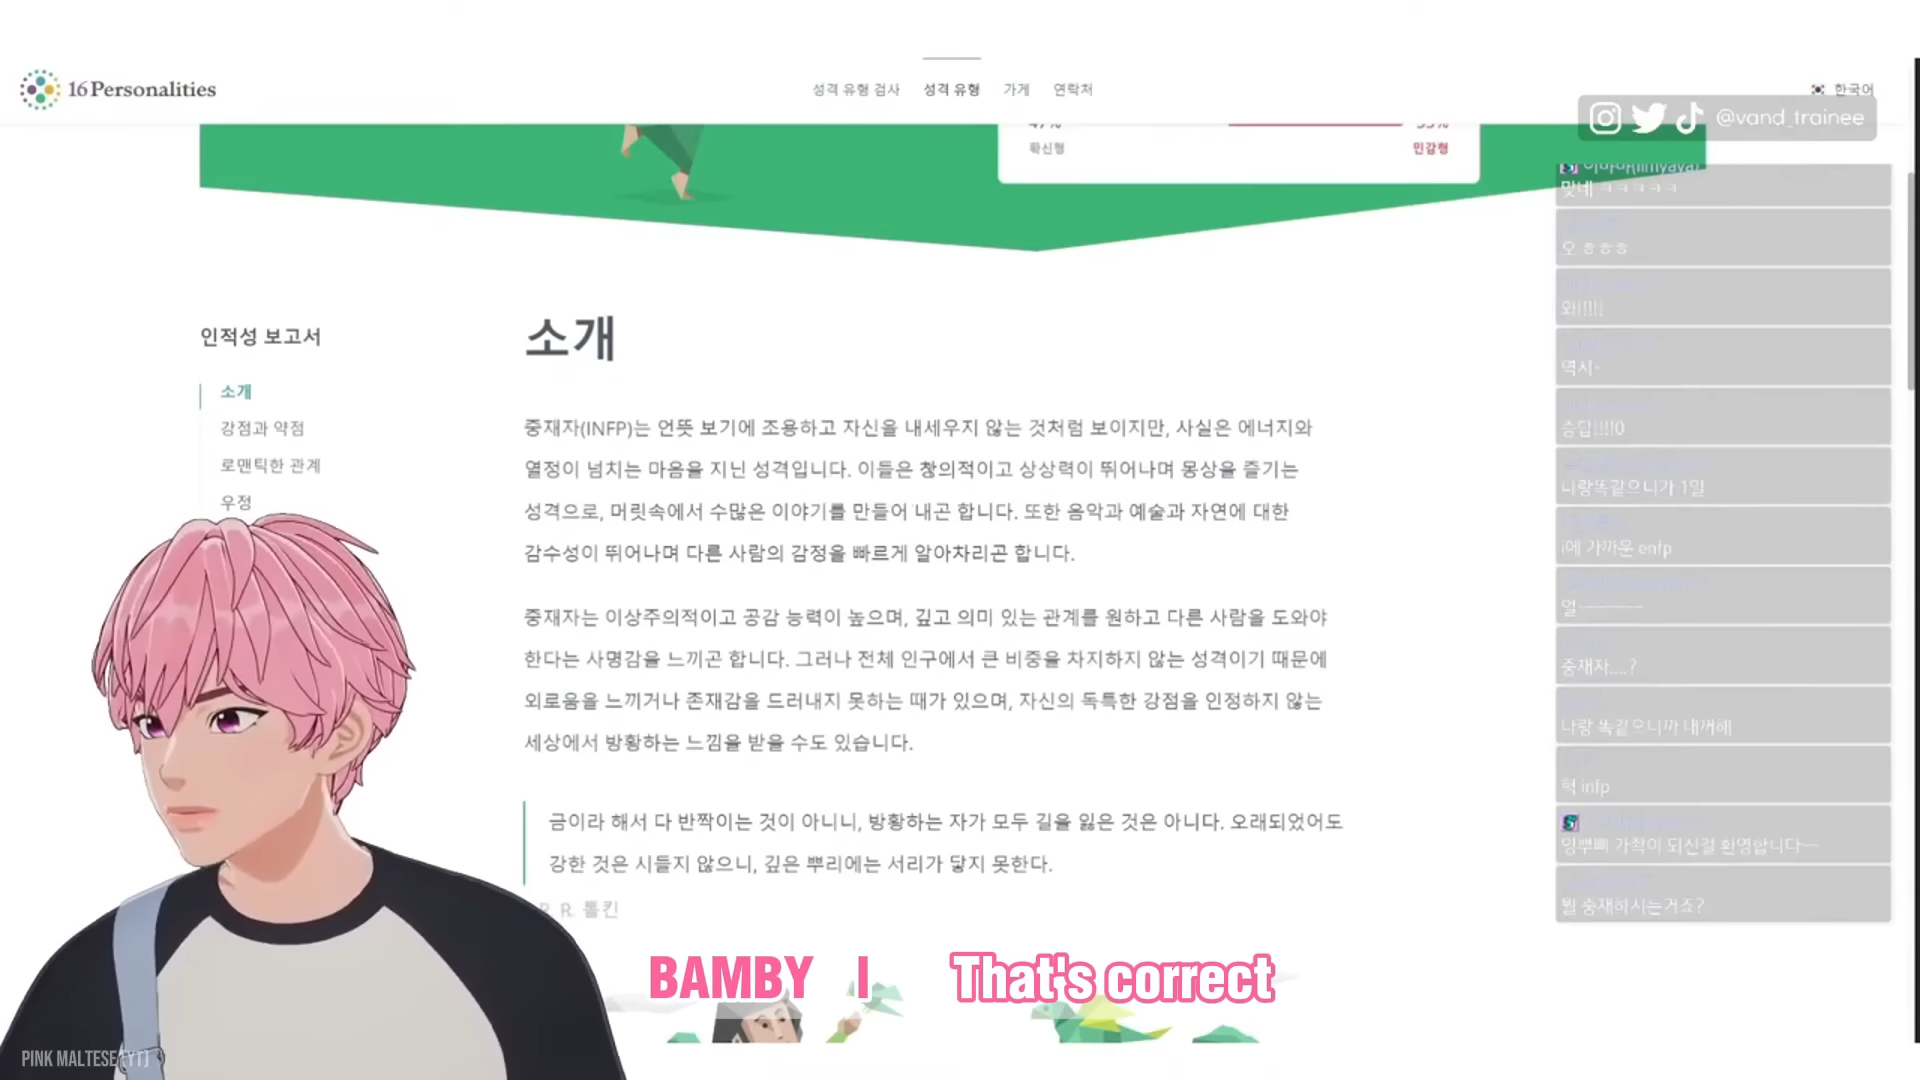 16Personalities
성격 유형 검사 성격 유형 가게 연락처
한국어
@vand_trainee
확신형 민감형
맞네 ㅋㅋㅋㅋㅋ
오 ㅎㅎㅎ
와!!!!!
역시-
나랑똑같으니가 1일
i에 가까운 enfp
중재자....?
나랑 똑같으니까 내꺼해
헉 infp
인적성 보고서
소개
강점과 약점
로맨틱한 관계
우정
소개
중재자(INFP)는 언뜻 보기에 조용하고 자신을 내세우지 않는 것처럼 보이지만, 사실은 에너지와
열정이 넘치는 마음을 지닌 성격입니다. 이들은 창의적이고 상상력이 뛰어나며 몽상을 즐기는
성격으로, 머릿속에서 수많은 이야기를 만들어 내곤 합니다. 또한 음악과 예술과 자연에 대한
감수성이 뛰어나며 다른 사람의 감정을 빠르게 알아차리곤 합니다.
중재자는 이상주의적이고 공감 능력이 높으며, 깊고 의미 있는 관계를 원하고 다른 사람을 도와야
한다는 사명감을 느끼곤 합니다. 그러나 전체 인구에서 큰 비중을 차지하지 않는 성격이기 때문에
외로움을 느끼거나 존재감을 드러내지 못하는 때가 있으며, 자신의 독특한 강점을 인정하지 않는
세상에서 방황하는 느낌을 받을 수도 있습니다.
금이라 해서 다 반짝이는 것이 아니니, 방황하는 자가 모두 길을 잃은 것은 아니다. 오래되었어도
강한 것은 시들지 않으니, 깊은 뿌리에는 서리가 닿지 못한다.
R. R. 톨킨
BAMBY I That's correct
PINK MALTESE (YT)